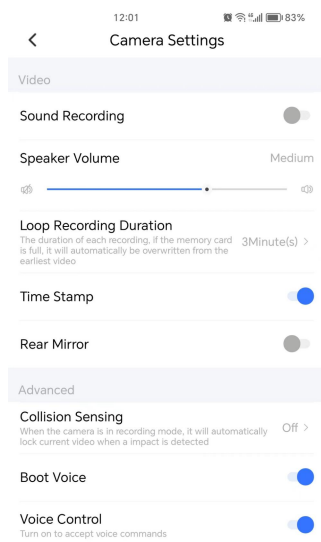 12:01
83%
Camera Settings
Video
Sound Recording
Speaker Volume
Medium
Loop Recording Duration
The duration of each recording, if the memory card
is full, it will automatically be overwritten from the
earliest video
3Minute(s) >
Time Stamp
Rear Mirror
Advanced
Collision Sensing
When the camera is in recording mode, it will automatically
lock current video when a impact is detected
Off >
Boot Voice
Voice Control
Turn on to accept voice commands